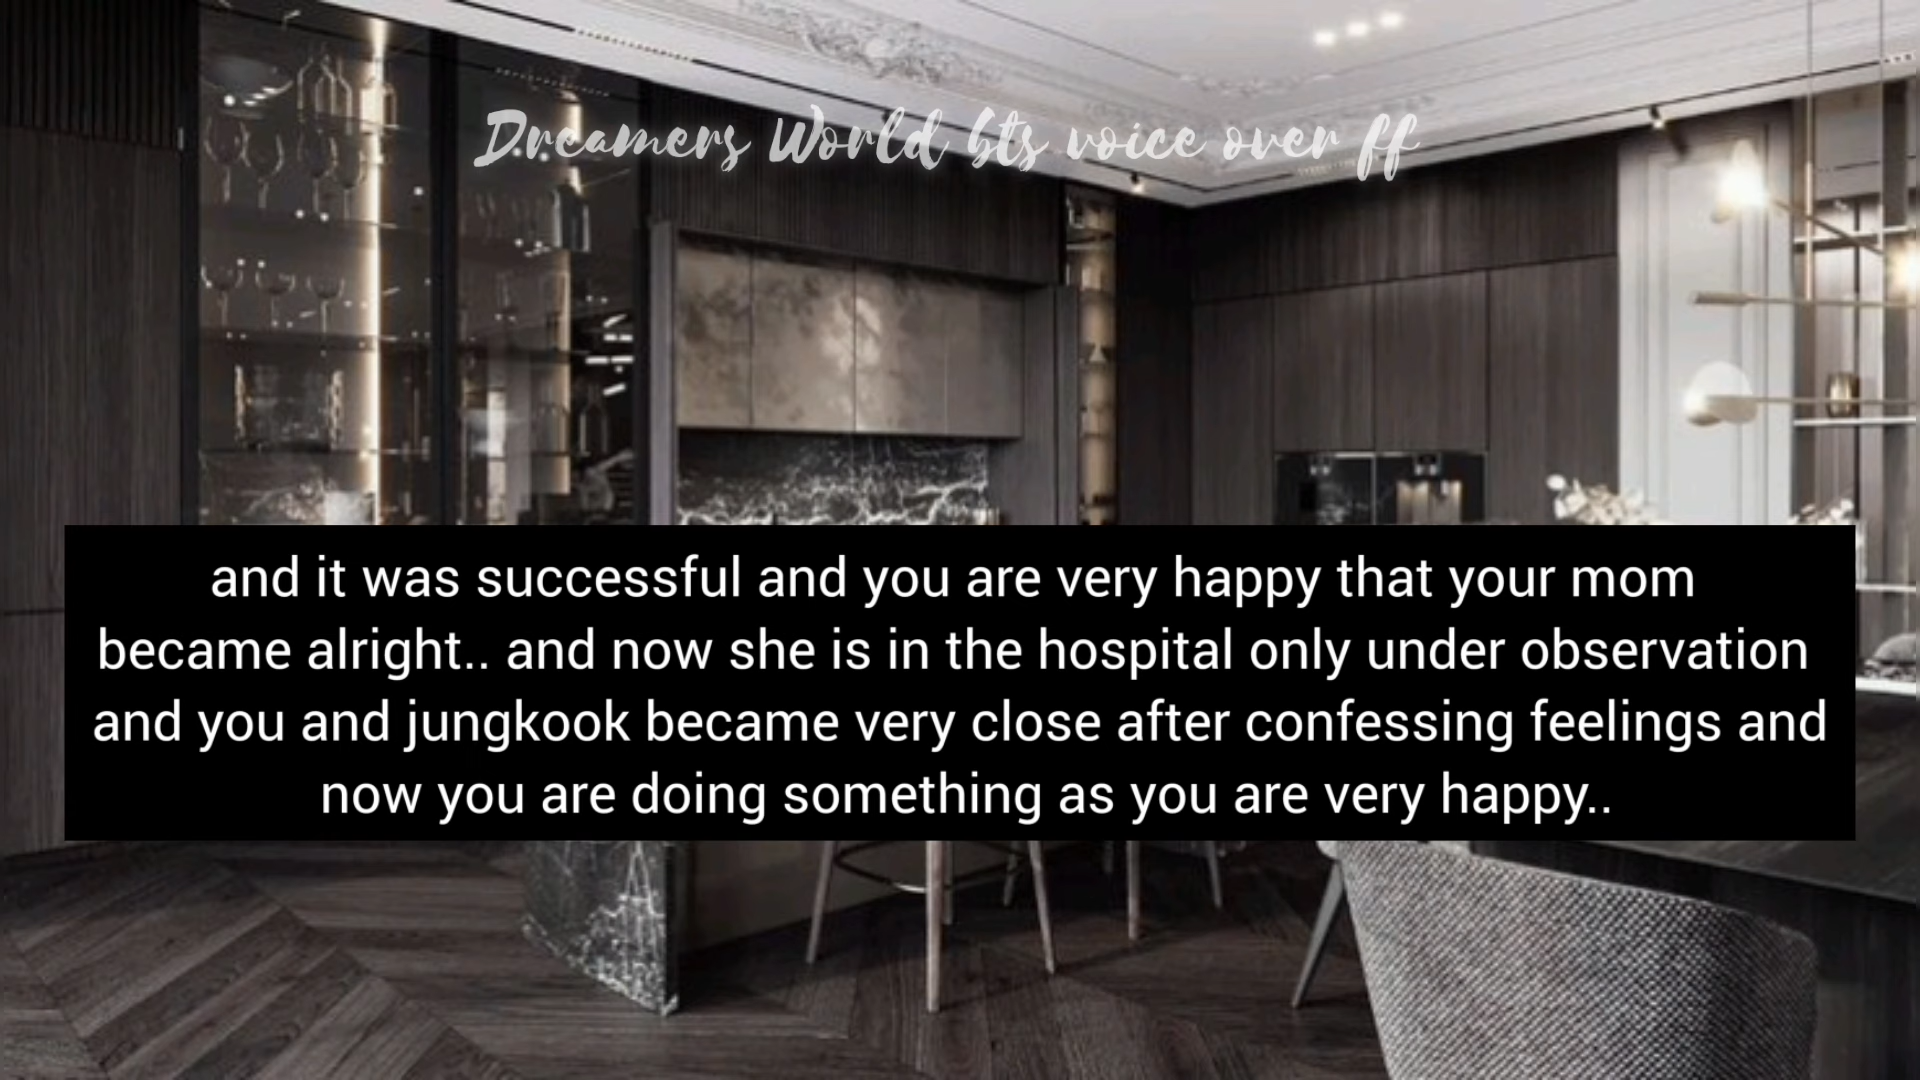 Dreamers World bts voice over ff
and it was successful and you are very happy that your mom
became alright.. and now she is in the hospital only under observation
and you and jungkook became very close after confessing feelings and
now you are doing something as you are very happy..